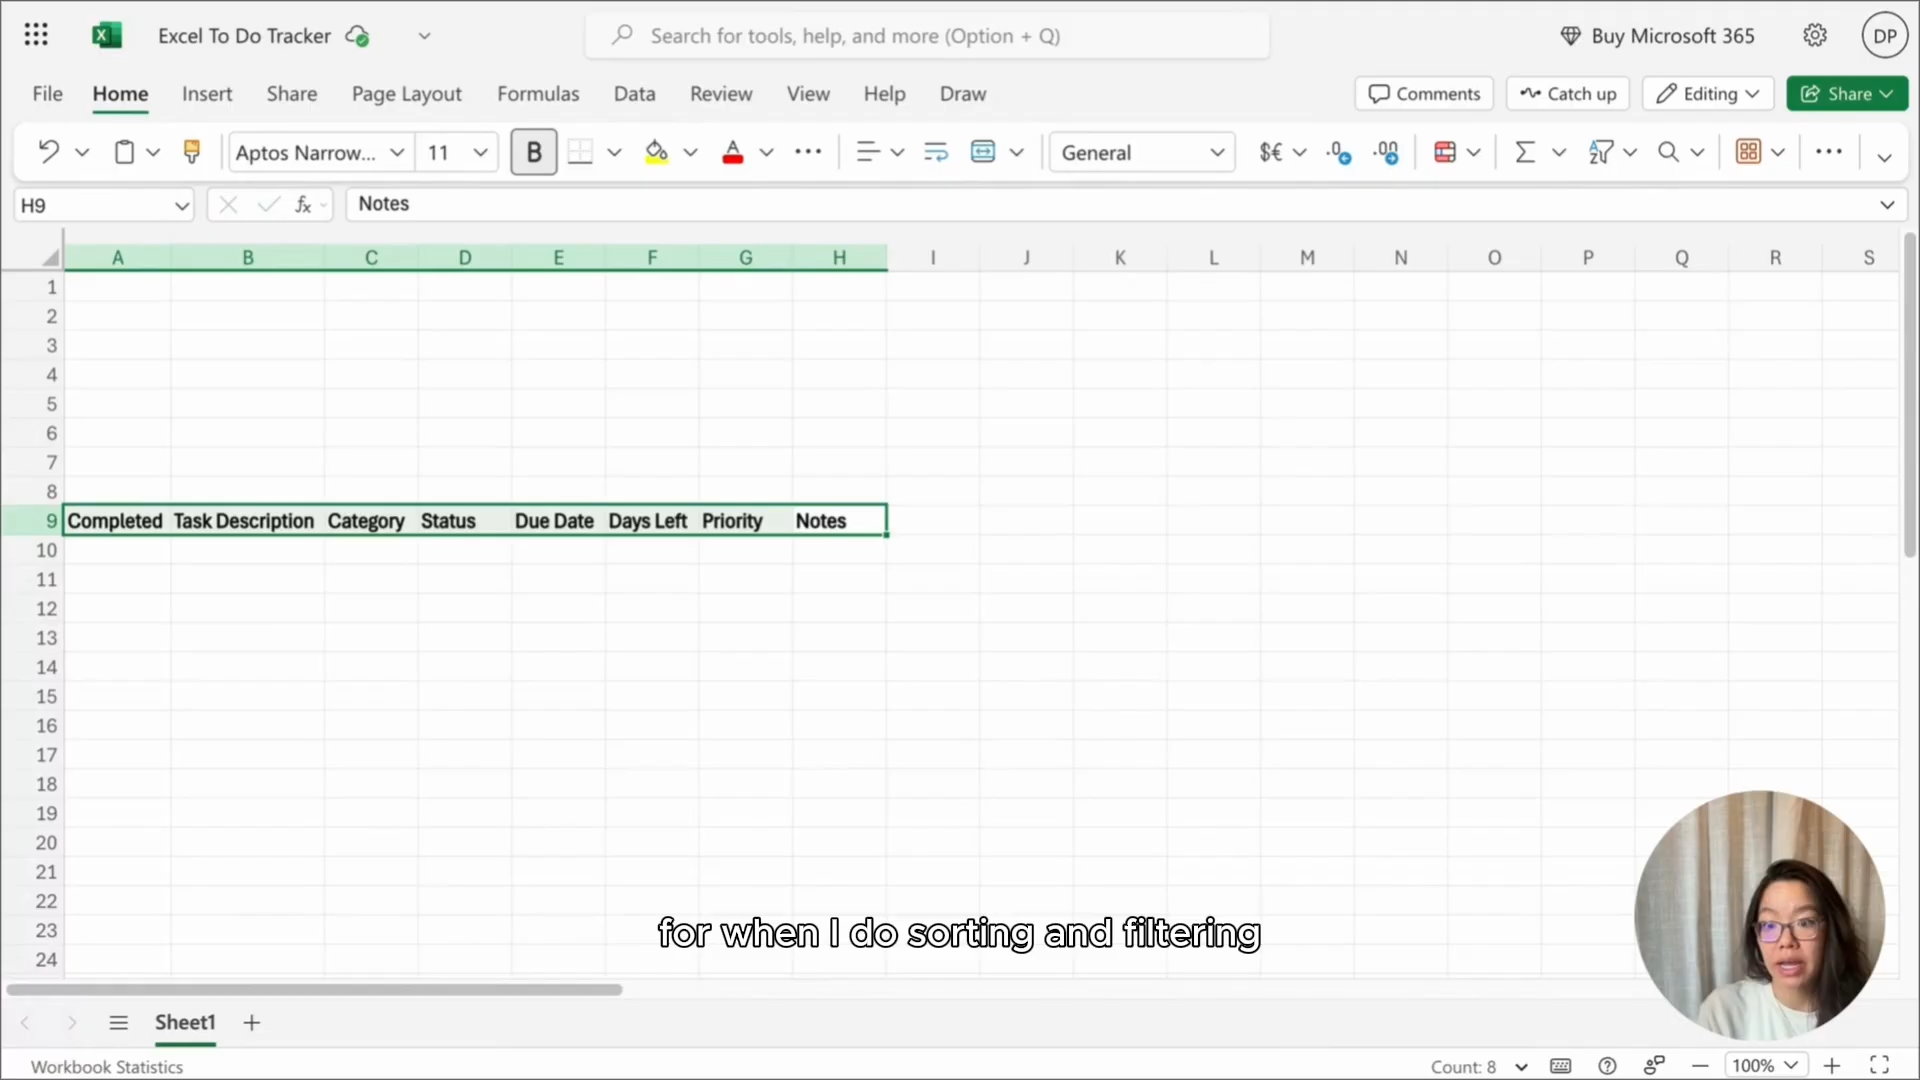 Excel To Do Tracker
Search for tools, help, and more (Option + Q)
Buy Microsoft 365
DP
File Home Insert Share Page Layout Formulas Data Review View Help Draw
Comments Catch up Editing Share
Aptos Narrow... 11 B General $€
H9 fx Notes
A B C D E F G H I J K L M N O P Q R S
1
2
3
4
5
6
7
8
9 Completed Task Description Category Status Due Date Days Left Priority Notes
10
11
12
13
14
15
16
17
18
19
20
21
22
23
24
for when I do sorting and filtering
Sheet1
Workbook Statistics Count: 8 100%